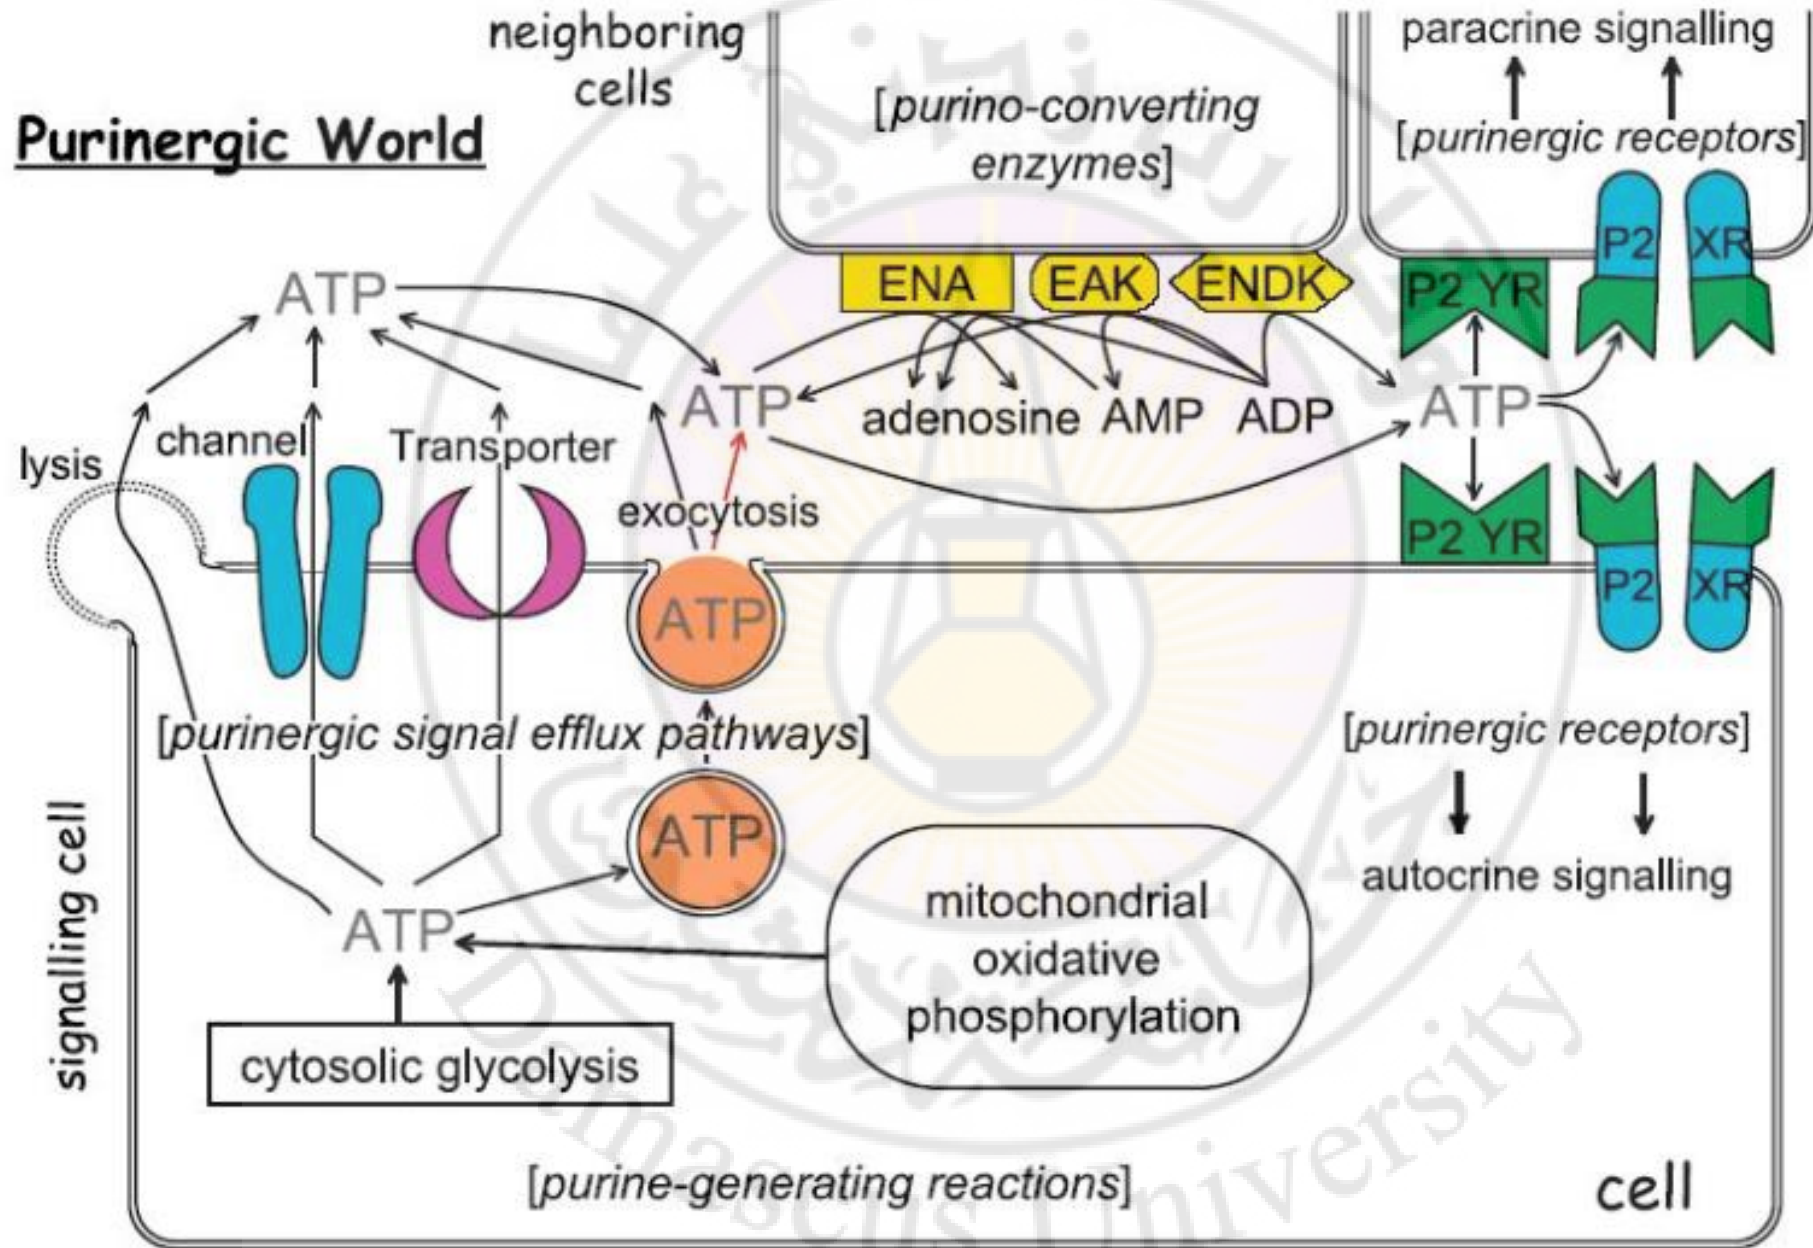 neighboring
cells
Purinergic World
[purino-converting
enzymes]
paracrine signalling
[purinergic receptors]
P2 XR
ENA
EAK
ENDK
P2 YR
ATP
ATP
adenosine AMP ADP
ATP
lysis
channel
Transporter
exocytosis
P2 YR
P2 XR
ATP
[purinergic signal efflux pathways]
[purinergic receptors]
ATP
autocrine signalling
signalling cell
ATP
mitochondrial
oxidative
phosphorylation
cytosolic glycolysis
[purine-generating reactions]
cell
Damascus University